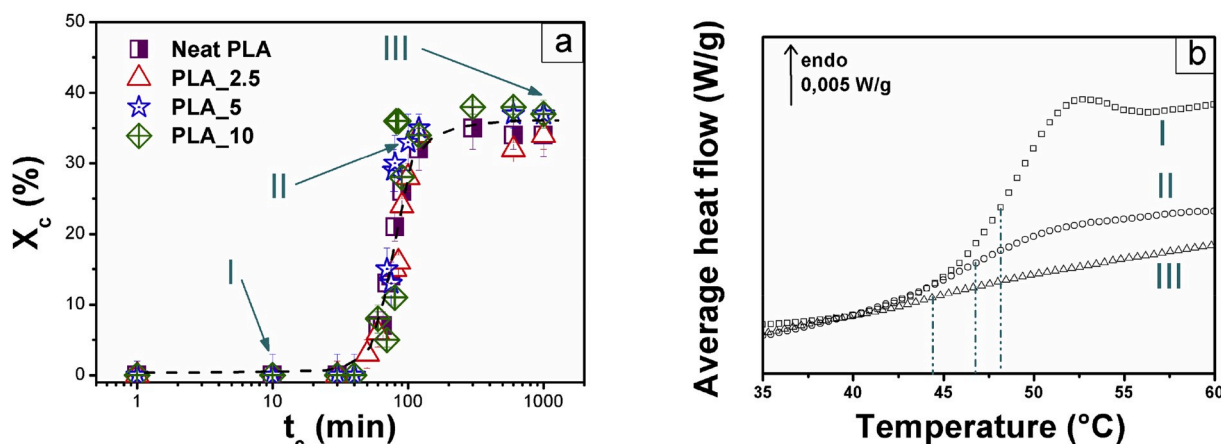 a
50
40
30
20
10
0
X_c (%)
Neat PLA
PLA_2.5
PLA_5
PLA_10
III
II
I
1
10
100
1000
(min)
b
endo
0,005 W/g
Average heat flow (W/g)
I
II
III
35
40
45
50
55
60
Temperature (°C)